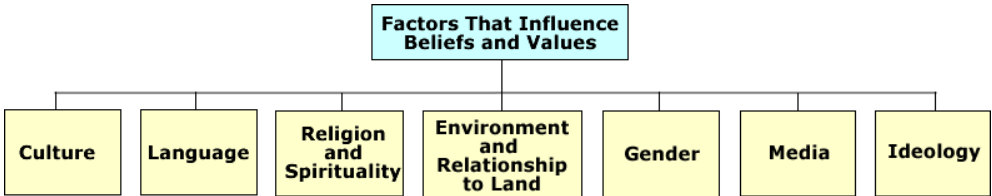 Factors That Influence
Beliefs and Values
Culture
Language
Religion
and
Spirituality
Environment
and
Relationship
to Land
Gender
Media
Ideology